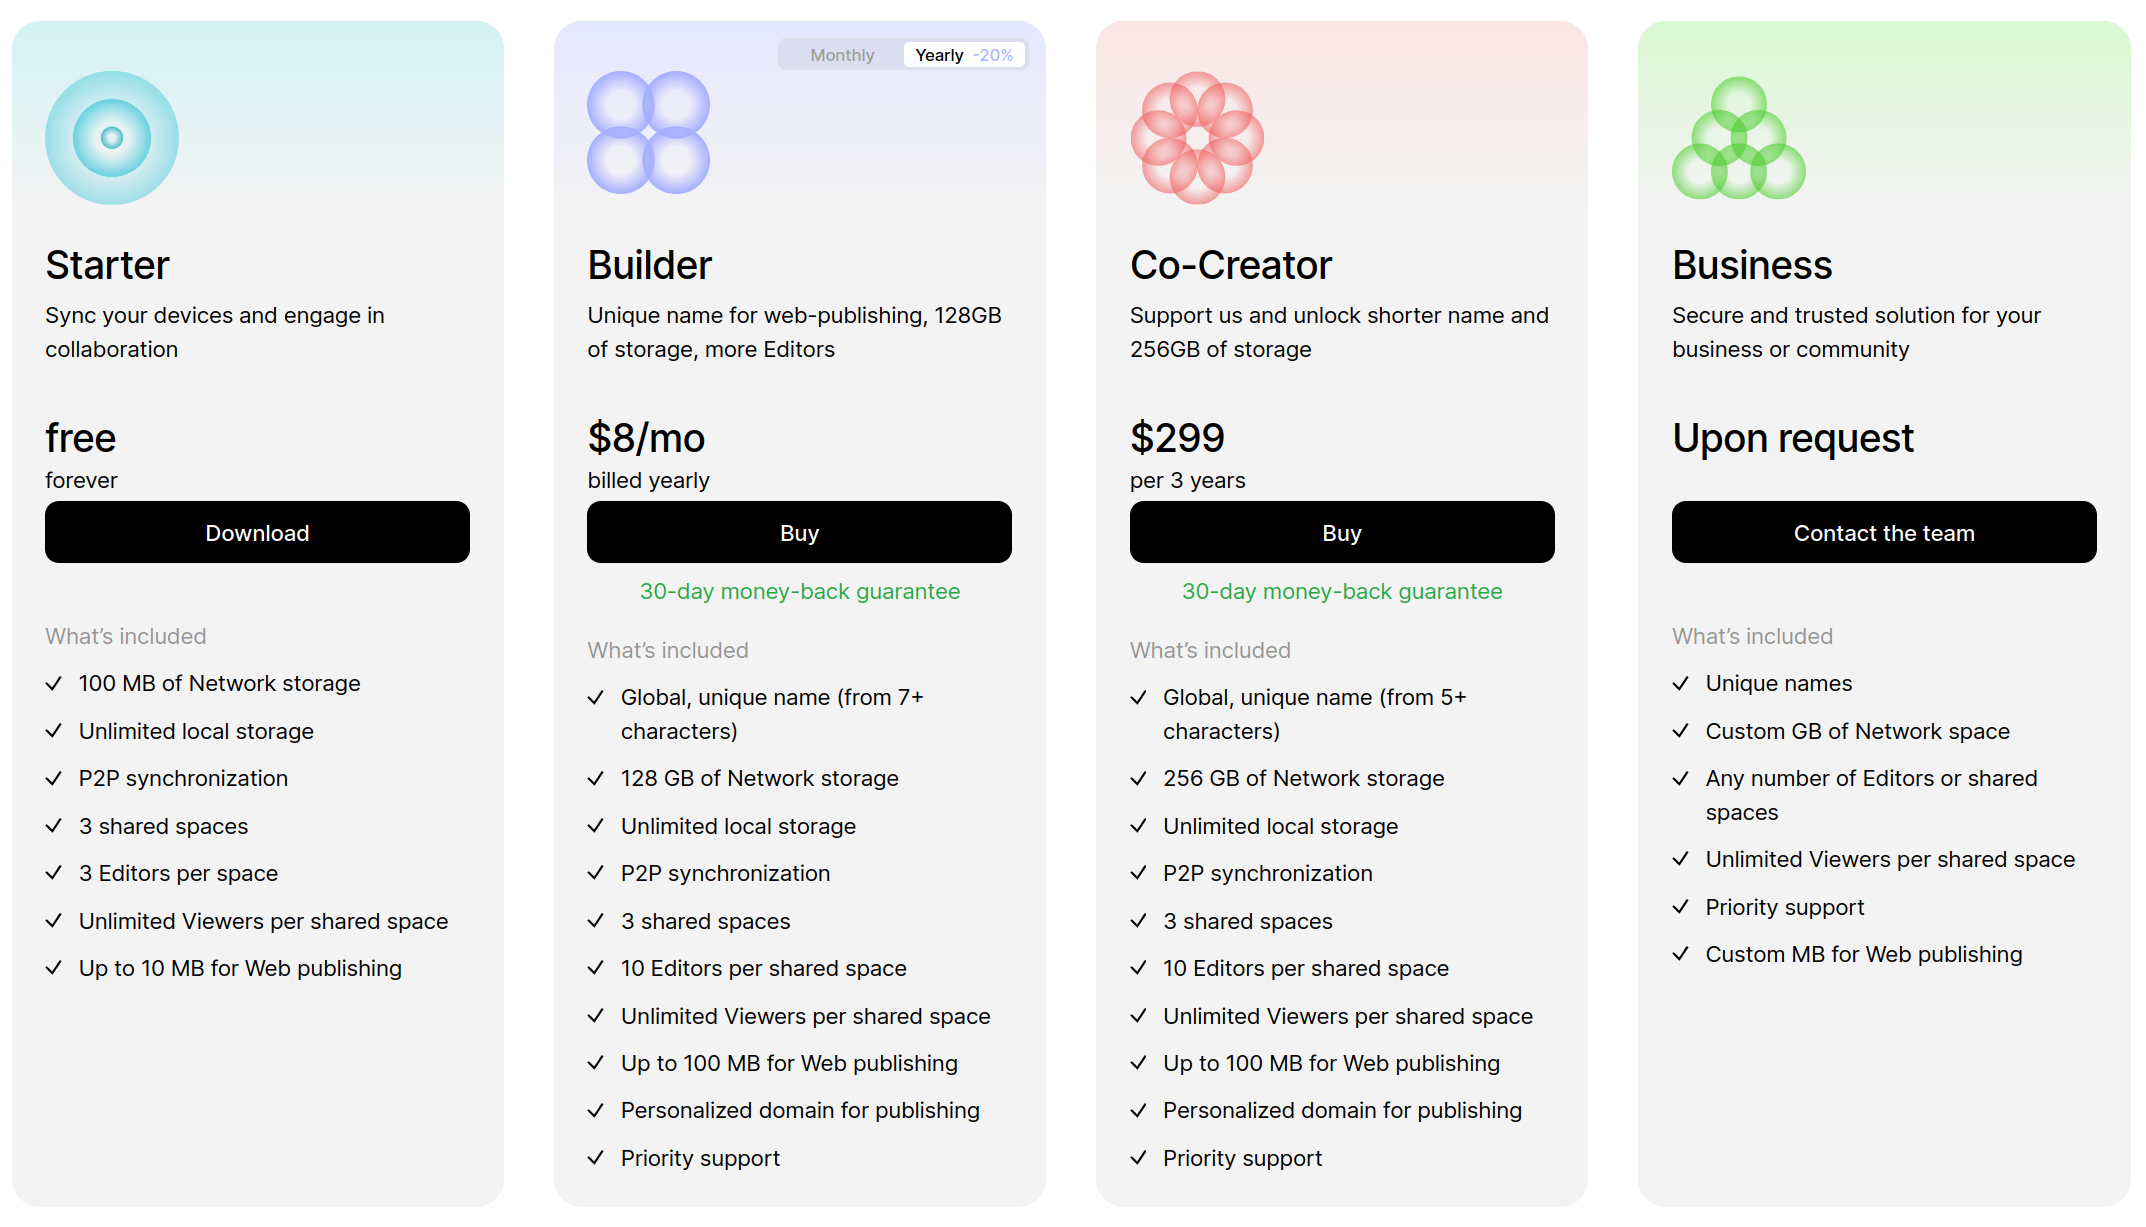 Starter
Sync your devices and engage in
collaboration
free
forever
Download
What’s included
100 MB of Network storage
Unlimited local storage
P2P synchronization
3 shared spaces
3 Editors per space
Unlimited Viewers per shared space
Up to 10 MB for Web publishing
Monthly
Yearly -20%
Builder
Unique name for web-publishing, 128GB
of storage, more Editors
$8/mo
billed yearly
Buy
30-day money-back guarantee
What’s included
Global, unique name (from 7+
characters)
128 GB of Network storage
Unlimited local storage
P2P synchronization
3 shared spaces
10 Editors per shared space
Unlimited Viewers per shared space
Up to 100 MB for Web publishing
Personalized domain for publishing
Priority support
Co-Creator
Support us and unlock shorter name and
256GB of storage
$299
per 3 years
Buy
30-day money-back guarantee
What’s included
Global, unique name (from 5+
characters)
256 GB of Network storage
Unlimited local storage
P2P synchronization
3 shared spaces
10 Editors per shared space
Unlimited Viewers per shared space
Up to 100 MB for Web publishing
Personalized domain for publishing
Priority support
Business
Secure and trusted solution for your
business or community
Upon request
Contact the team
What’s included
Unique names
Custom GB of Network space
Any number of Editors or shared
spaces
Unlimited Viewers per shared space
Priority support
Custom MB for Web publishing